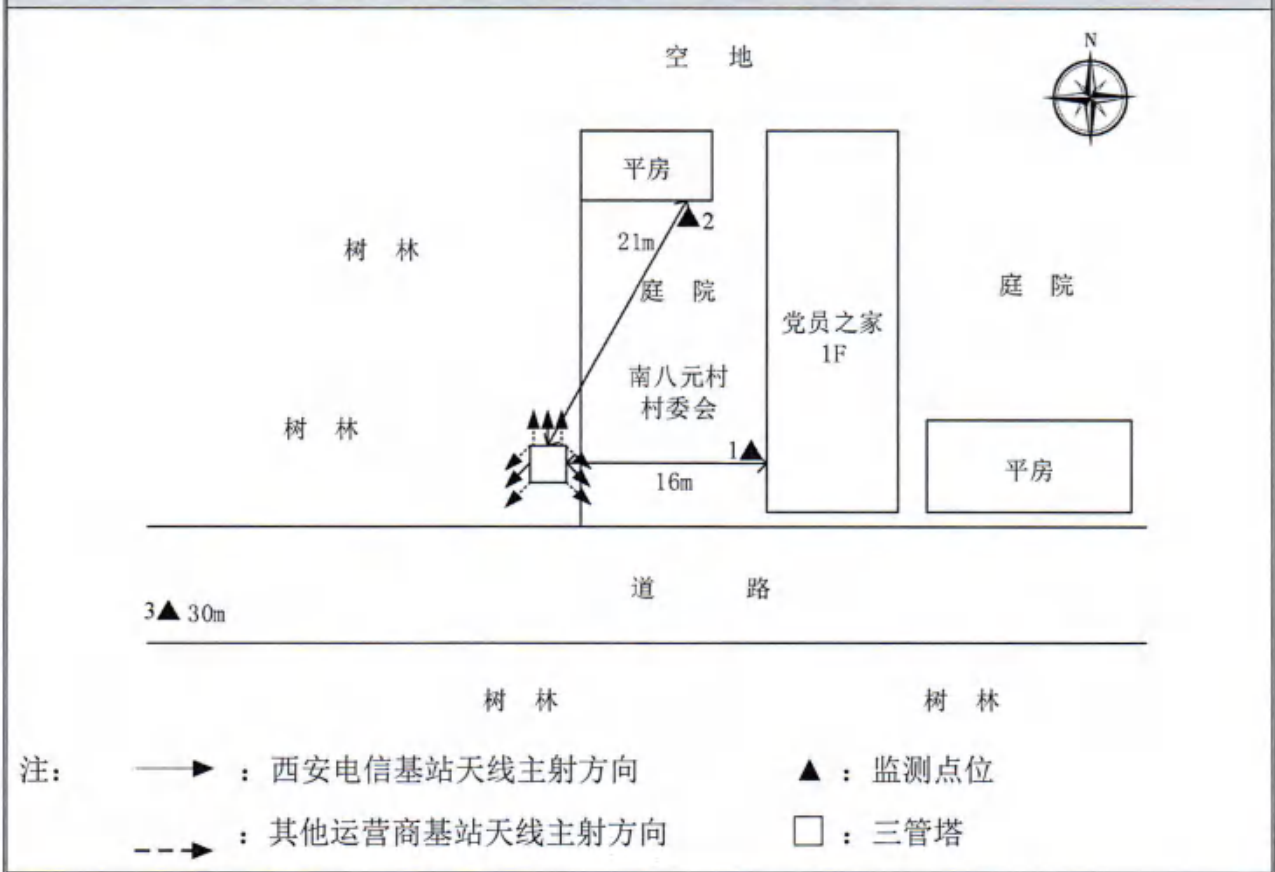 空 地
N
平房
2
21m
树 林
庭 院
庭 院
党员之家
1F
南八元村
村委会
树 林
1
16m
平房
道 路
3 30m
树 林
树 林
注:
:西安电信基站天线主射方向
:监测点位
:其他运营商基站天线主射方向
:三管塔